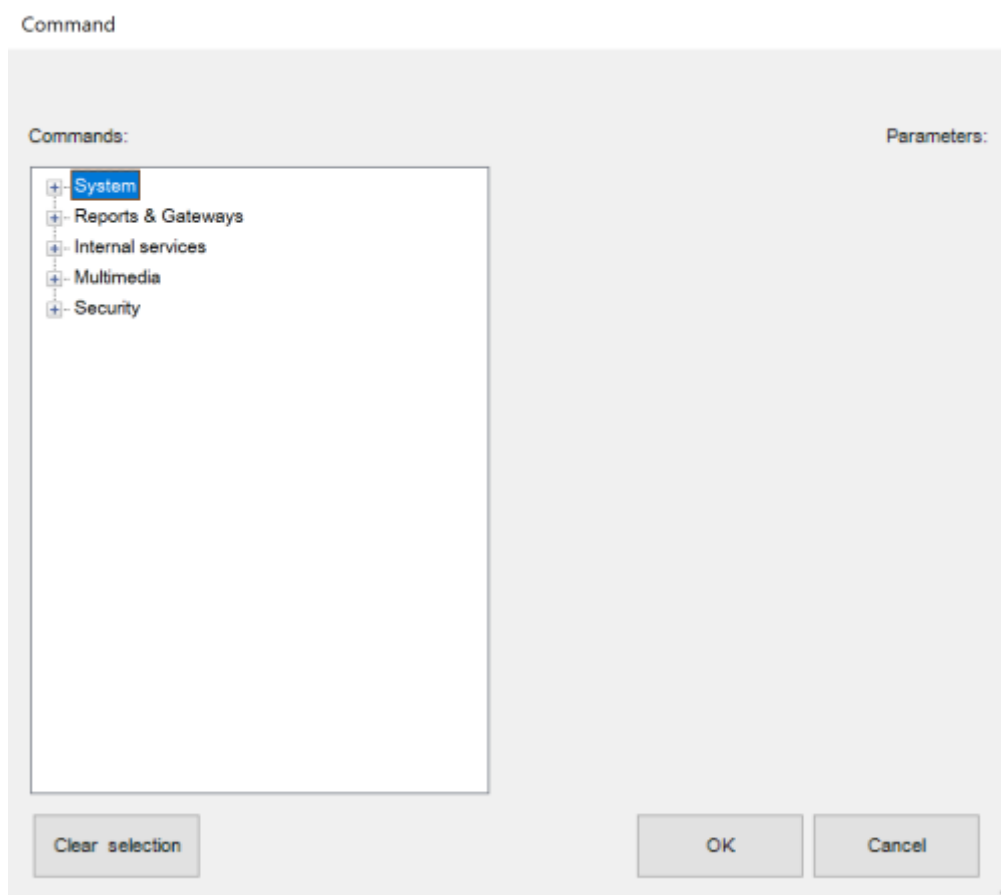 Command
Commands:
Parameters:
System
Reports & Gateways
Internal services
Multimedia
Security
Clear selection
OK
Cancel